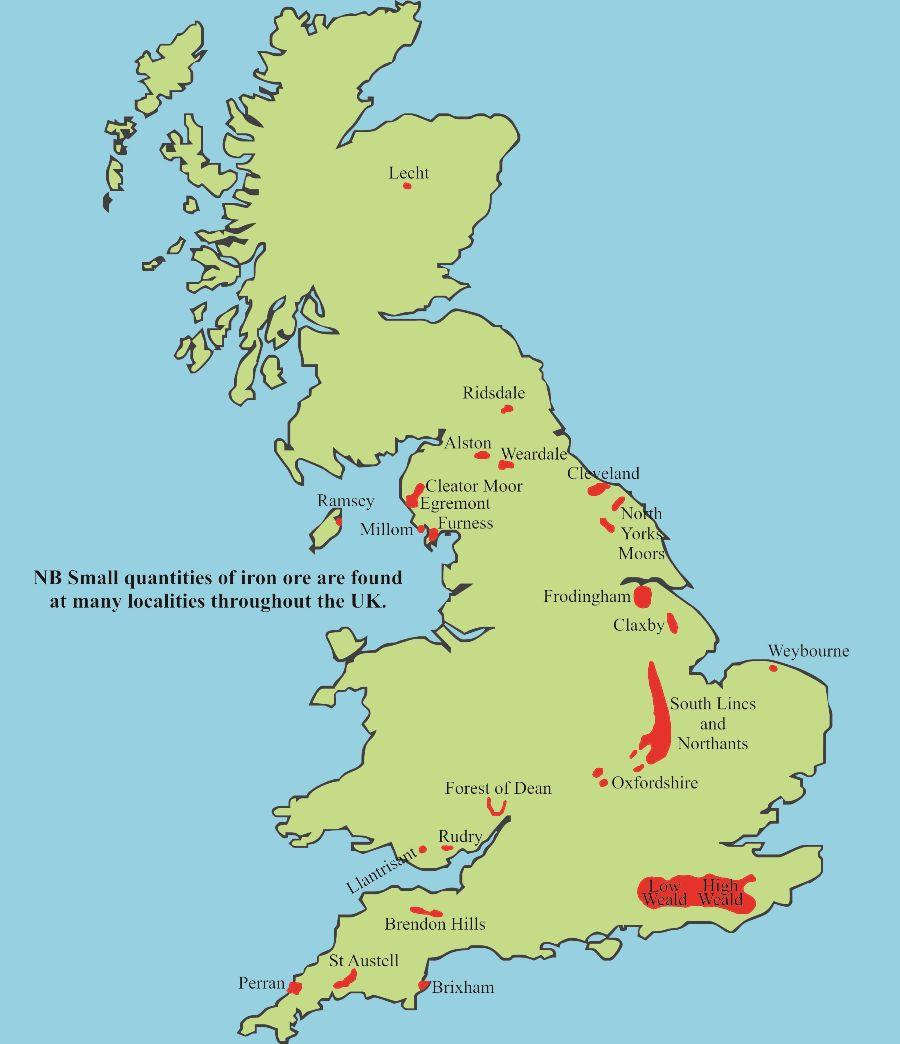 Lecht
Ridsdale
Alston
Weardale
Cleveland
Cleator Moor
Egremont
Ramsey
Millom
Furness
North
Yorks
Moors
NB Small quantities of iron ore are found
at many localities throughout the UK.
Frodingham
Claxby
Weybourne
South Lincs
and
Northants
Oxfordshire
Forest of Dean
Rudry
Llantrisant
Low
Weald
High
Weald
Brendon Hills
St Austell
Perran
Brixham